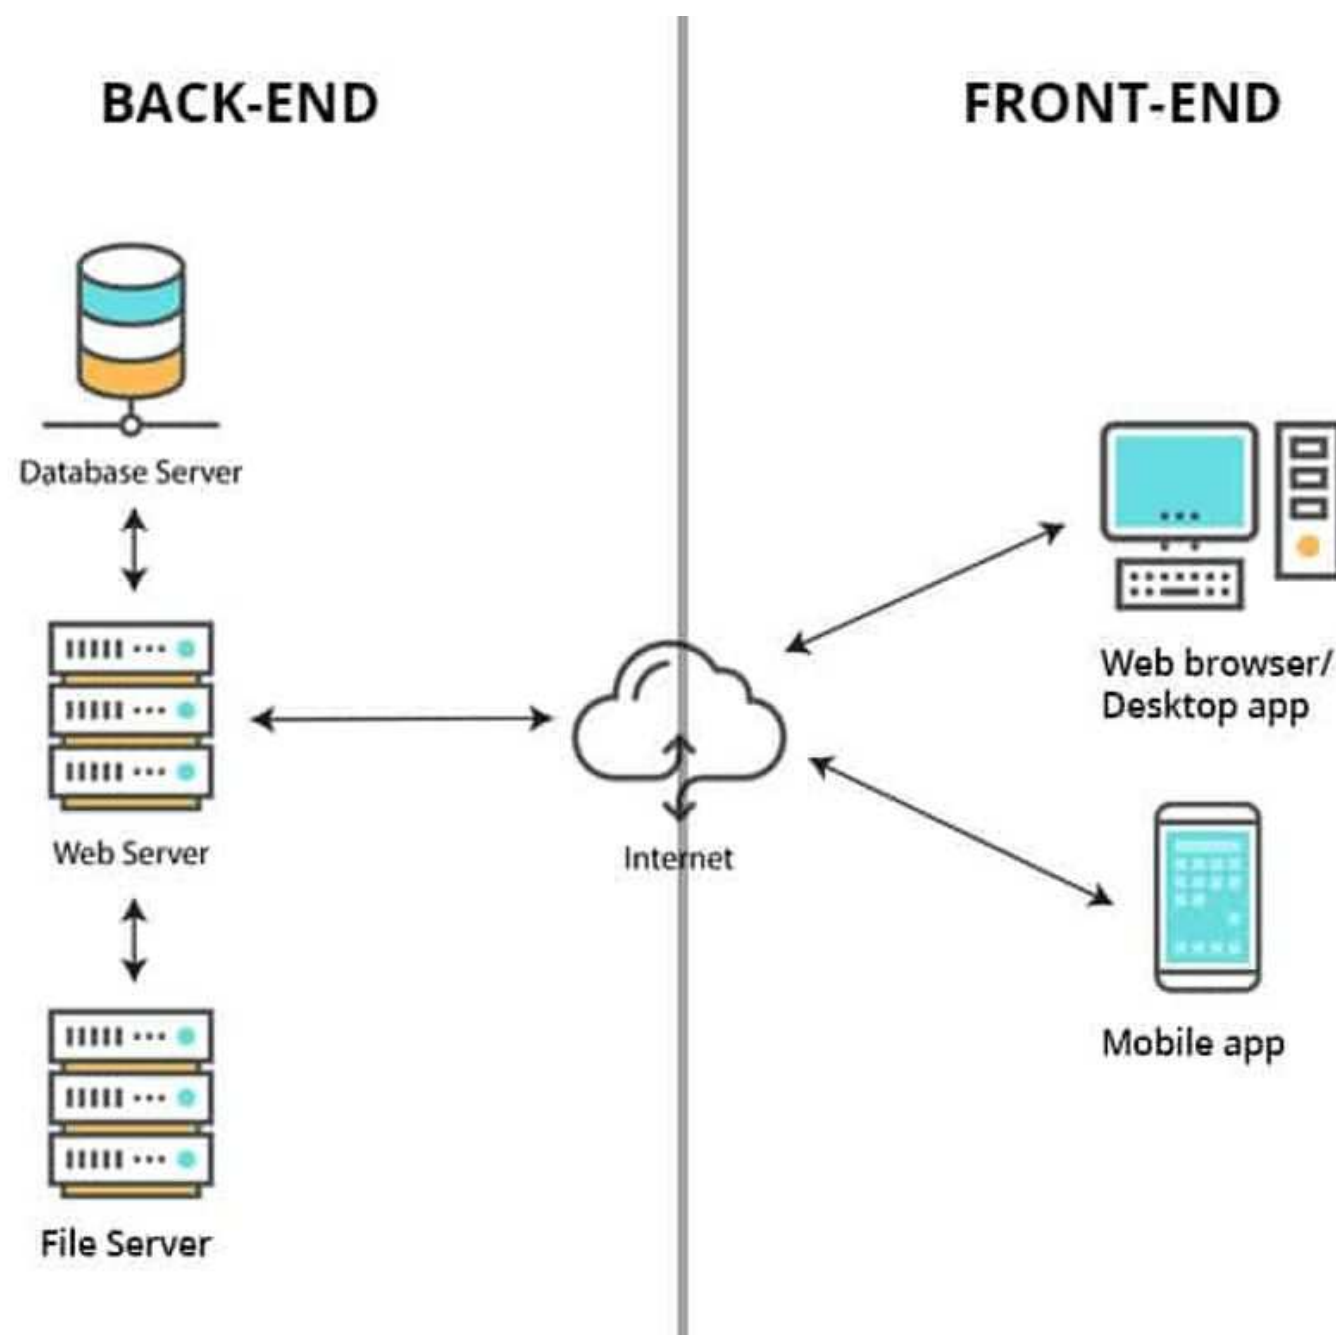 BACK-END
FRONT-END
Database Server
Web Server
File Server
Internet
Web browser/
Desktop app
Mobile app